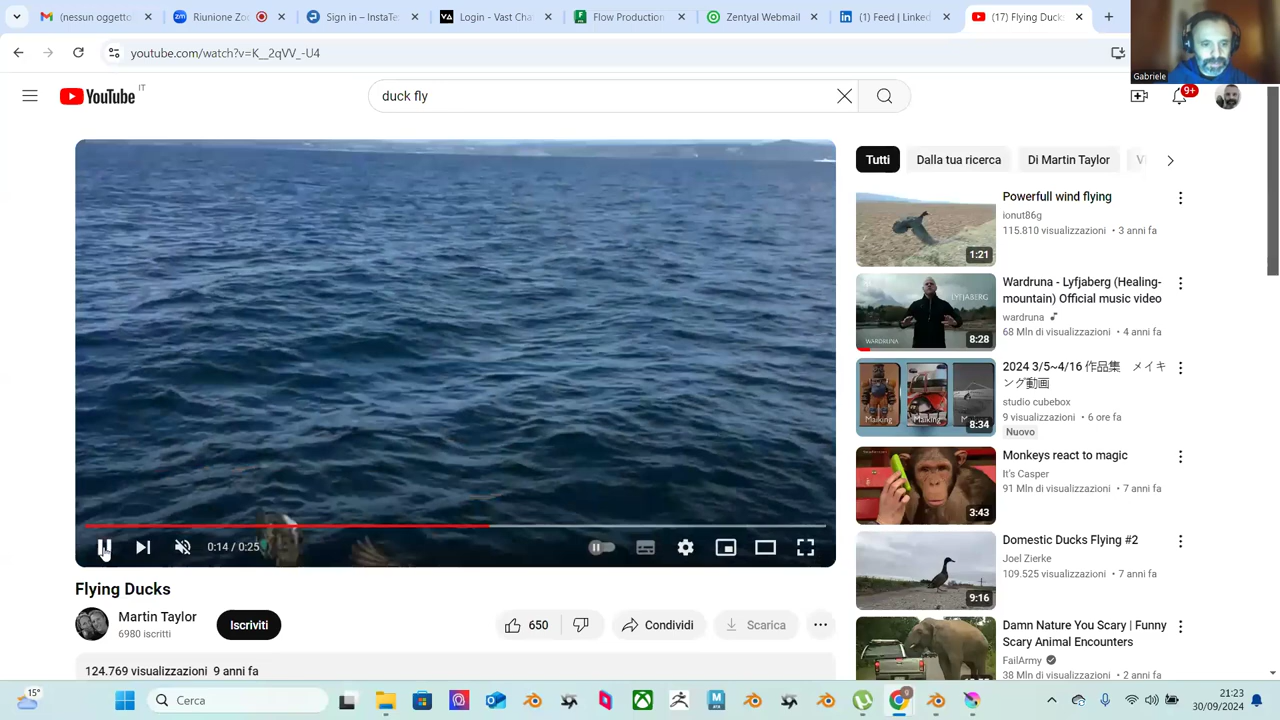 (nessun oggetto
Riunione Zo
Sign in – InstaTe
Login - Vast Cha
Flow Production
Zentyal Webmail
(1) Feed | Linked
(17) Flying Duck
youtube.com/watch?v=K__2qVV_-U4
Gabriele
YouTube IT
duck fly
9+
Tutti
Dalla tua ricerca
Di Martin Taylor
Powerfull wind flying
ionut86g
115.810 visualizzazioni • 3 anni fa
1:21
Wardruna - Lyfjaberg (Healing-
mountain) Official music video
wardruna
68 Mln di visualizzazioni • 4 anni fa
LYFJABERG
WARDRUNA
8:28
2024 3/5~4/16 作品集 メイキ
ング動画
studio cubebox
9 visualizzazioni • 6 ore fa
Nuovo
Making
Making
8:34
Monkeys react to magic
It's Casper
91 Mln di visualizzazioni • 7 anni fa
3:43
Domestic Ducks Flying #2
Joel Zierke
109.525 visualizzazioni • 7 anni fa
9:16
Damn Nature You Scary | Funny
Scary Animal Encounters
FailArmy
38 Mln di visualizzazioni • 2 anni fa
0:14 / 0:25
Flying Ducks
Martin Taylor
6980 iscritti
Iscriviti
650
Condividi
Scarica
124.769 visualizzazioni 9 anni fa
15°
Cerca
21:23
30/09/2024